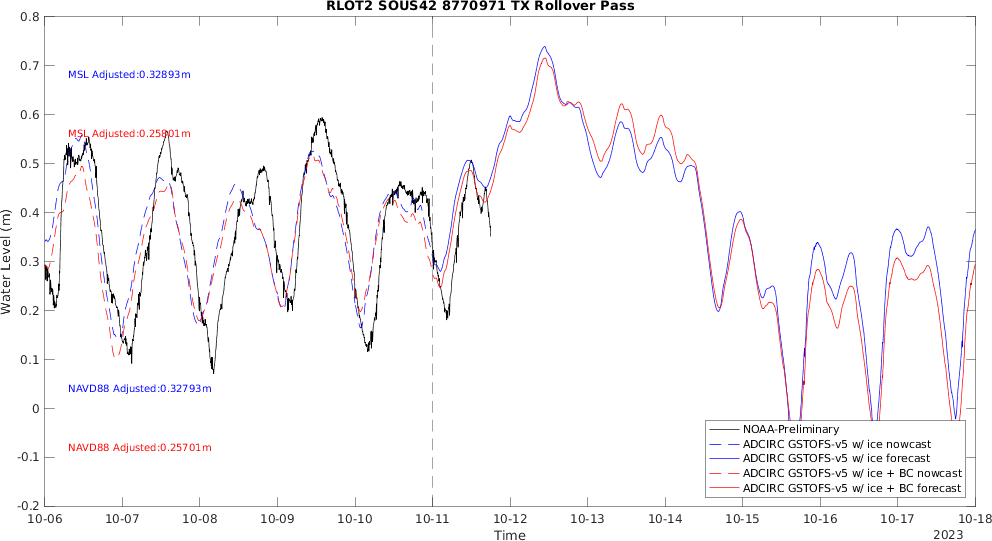 RLOT2 SOUS42 8770971 TX Rollover Pass
0.8
0.7
0.6
0.5
0.4
0.3
0.2
0.1
0
-0.1
-0.2
Water Level (m)
MSL Adjusted:0.32893m
MSL Adjusted:0.25801m
NAVD88 Adjusted:0.32793m
NAVD88 Adjusted:0.25701m
NOAA-Preliminary
ADCIRC GSTOFS-v5 w/ ice nowcast
ADCIRC GSTOFS-v5 w/ ice forecast
ADCIRC GSTOFS-v5 w/ ice + BC nowcast
ADCIRC GSTOFS-v5 w/ ice + BC forecast
10-06 10-07 10-08 10-09 10-10 10-11 10-12 10-13 10-14 10-15 10-16 10-17 10-18
Time
2023